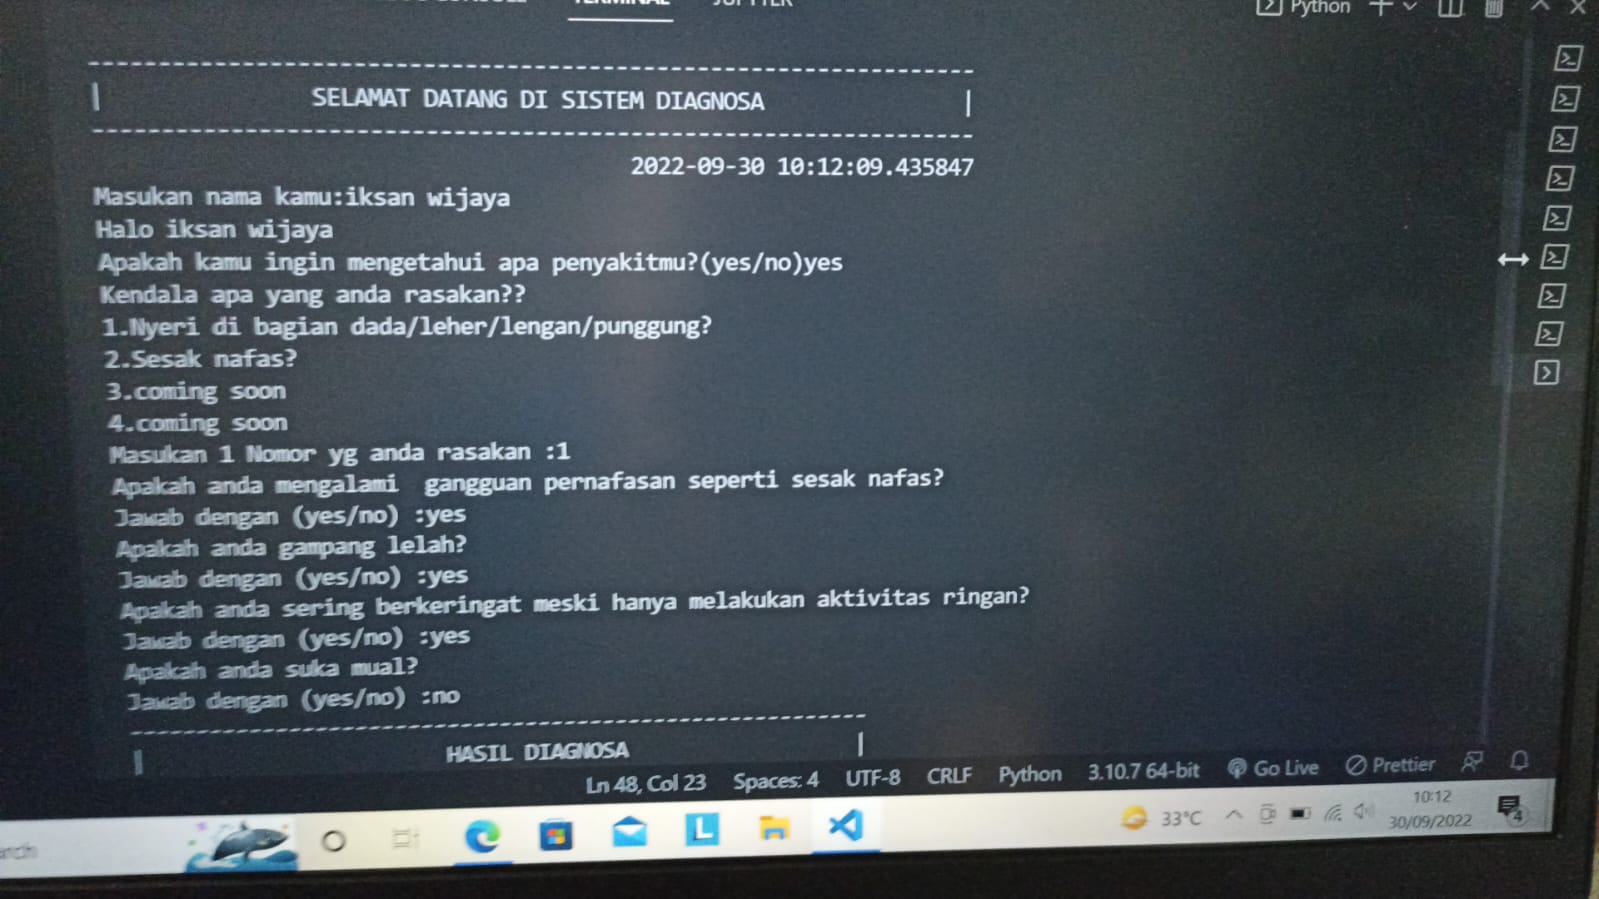 TERMINAL
JUPYTER
Python
--------------------------------------------------------------------
| SELAMAT DATANG DI SISTEM DIAGNOSA |
--------------------------------------------------------------------
2022-09-30 10:12:09.435847
Masukan nama kamu:iksan wijaya
Halo iksan wijaya
Apakah kamu ingin mengetahui apa penyakitmu?(yes/no)yes
Kendala apa yang anda rasakan??
1.Nyeri di bagian dada/leher/lengan/punggung?
2.Sesak nafas?
3.coming soon
4.coming soon
Masukan 1 Nomor yg anda rasakan :1
Apakah anda mengalami  gangguan pernafasan seperti sesak nafas?
Jawab dengan (yes/no) :yes
Apakah anda gampang lelah?
Jawab dengan (yes/no) :yes
Apakah anda sering berkeringat meski hanya melakukan aktivitas ringan?
Jawab dengan (yes/no) :yes
Apakah anda suka mual?
Jawab dengan (yes/no) :no
--------------------------------------------------------
| HASIL DIAGNOSA |
Ln 48, Col 23 Spaces: 4 UTF-8 CRLF Python 3.10.7 64-bit Go Live Prettier
L 33°C 10:12
30/09/2022 4